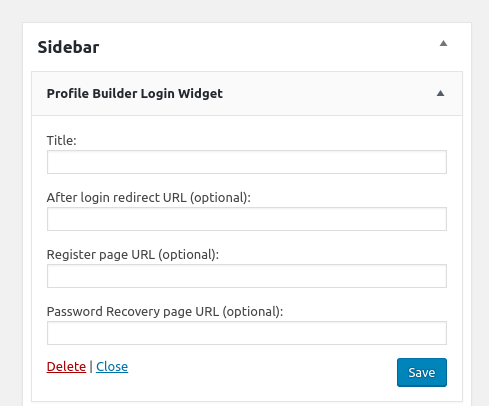 Sidebar
Profile Builder Login Widget
Title:
After login redirect URL (optional):
Register page URL (optional):
Password Recovery page URL (optional):
Delete | Close
Save